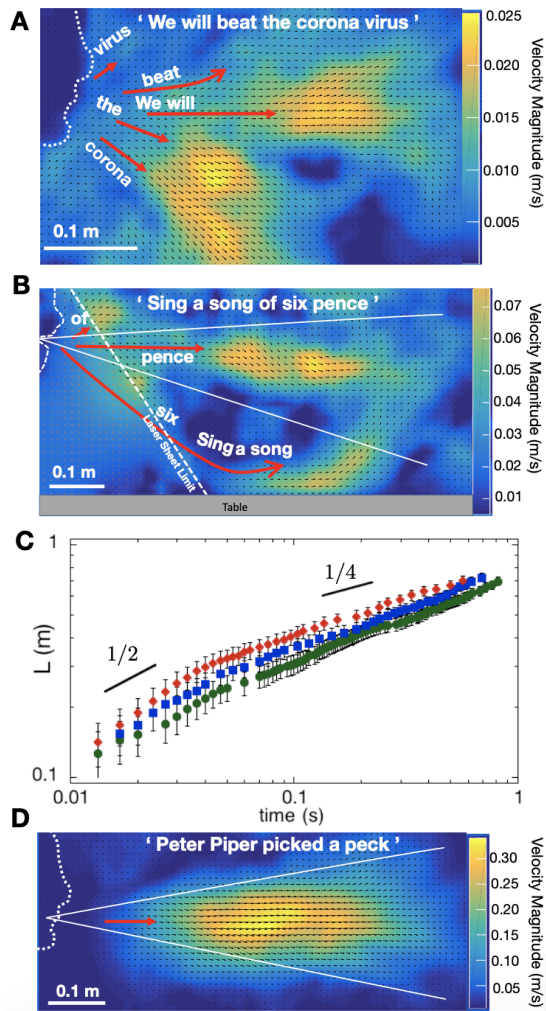 A
' We will beat the corona virus '
virus
beat
We will
the
corona
0.1 m
0.025
0.020
0.015
0.010
0.005
Velocity Magnitude (m/s)
B
' Sing a song of six pence '
of
pence
six
Sing a song
Laser Sheet Limit
0.1 m
Table
0.07
0.06
0.05
0.04
0.03
0.02
0.01
Velocity Magnitude (m/s)
C
1
0.1
L (m)
1/2
1/4
0.01
0.1
1
time (s)
D
' Peter Piper picked a peck '
0.1 m
0.30
0.25
0.20
0.15
0.10
0.05
Velocity Magnitude (m/s)